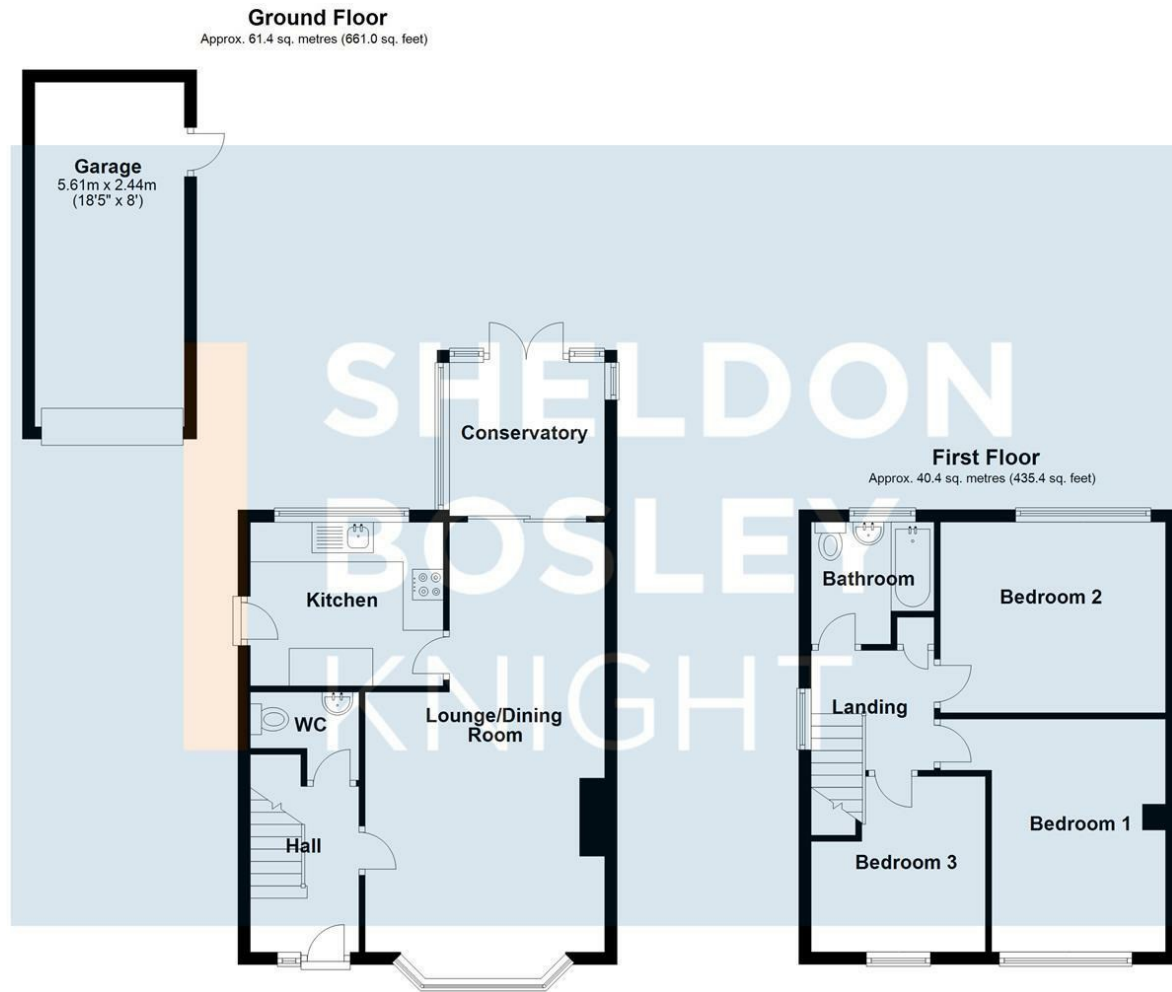 Ground Floor
Approx. 61.4 sq. metres (661.0 sq. feet)
Garage
5.61m x 2.44m
(18'5" x 8')
SHELDON
BOSLEY
KNIGHT
Conservatory
Kitchen
WC
Lounge/Dining
Room
Hall
First Floor
Approx. 40.4 sq. metres (435.4 sq. feet)
Bathroom
Bedroom 2
Landing
Bedroom 1
Bedroom 3